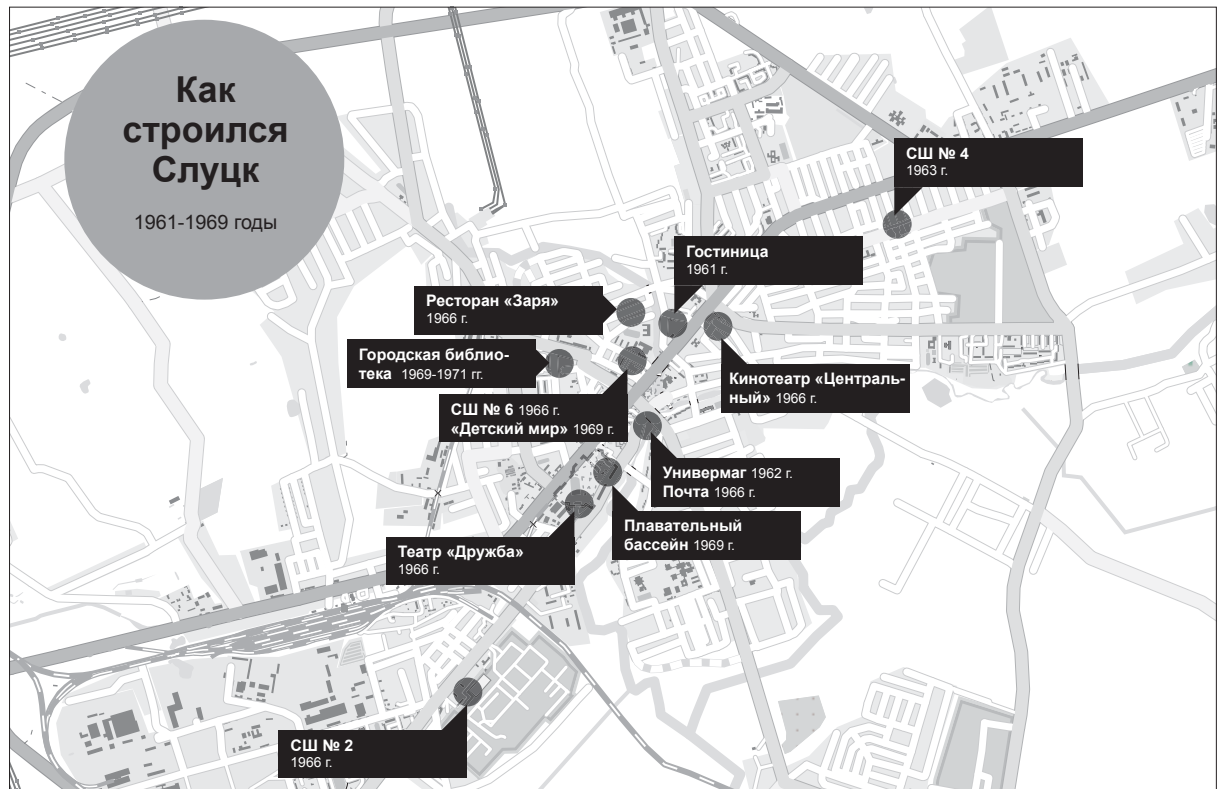 Как
строился
Слуцк
1961-1969 годы
СШ № 4
1963 г.
Гостиница
1961 г.
Ресторан «Заря»
1966 г.
Городская библио-
тека 1969-1971 гг.
Кинотеатр «Централь-
ный» 1966 г.
СШ № 6 1966 г.
«Детский мир» 1969 г.
Универмаг 1962 г.
Почта 1966 г.
Плавательный
бассейн 1969 г.
Театр «Дружба»
1966 г.
СШ № 2
1966 г.